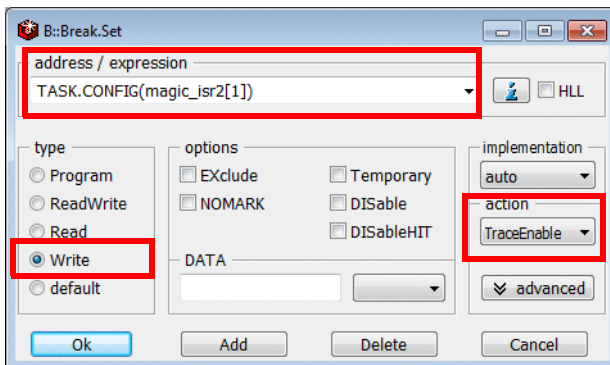 B::Break.Set
address / expression
TASK.CONFIG(magic_isr2[1])
i
HLL
type
options
implementation
Program
EXclude
Temporary
auto
ReadWrite
NOMARK
DISable
action
Read
DISableHIT
TraceEnable
Write
DATA
default
advanced
Ok
Add
Delete
Cancel